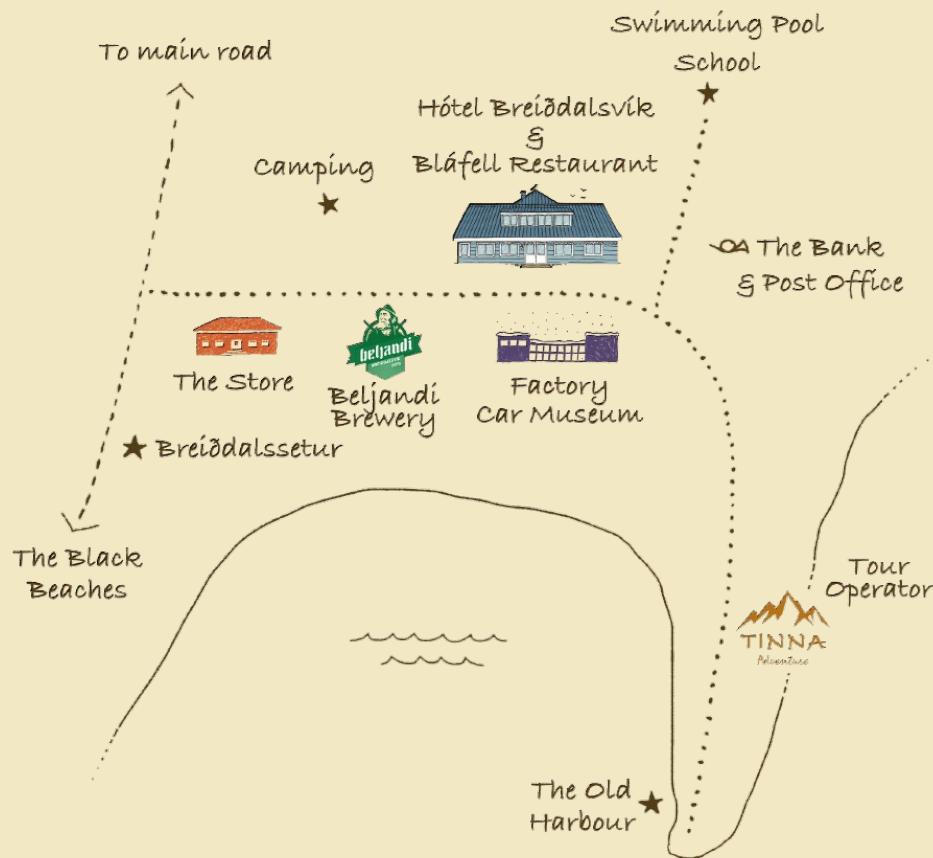 Swimming Pool
School
To main road
Hótel Breiðdalsvík
&
Bláfell Restaurant
Camping
The Bank
& Post Office
beljandi
The Store
Beljandi
Brewery
Factory
Car Museum
Breiðdalssetur
The Black
Beaches
Tour
Operator
TINNA
Adventure
The Old
Harbour